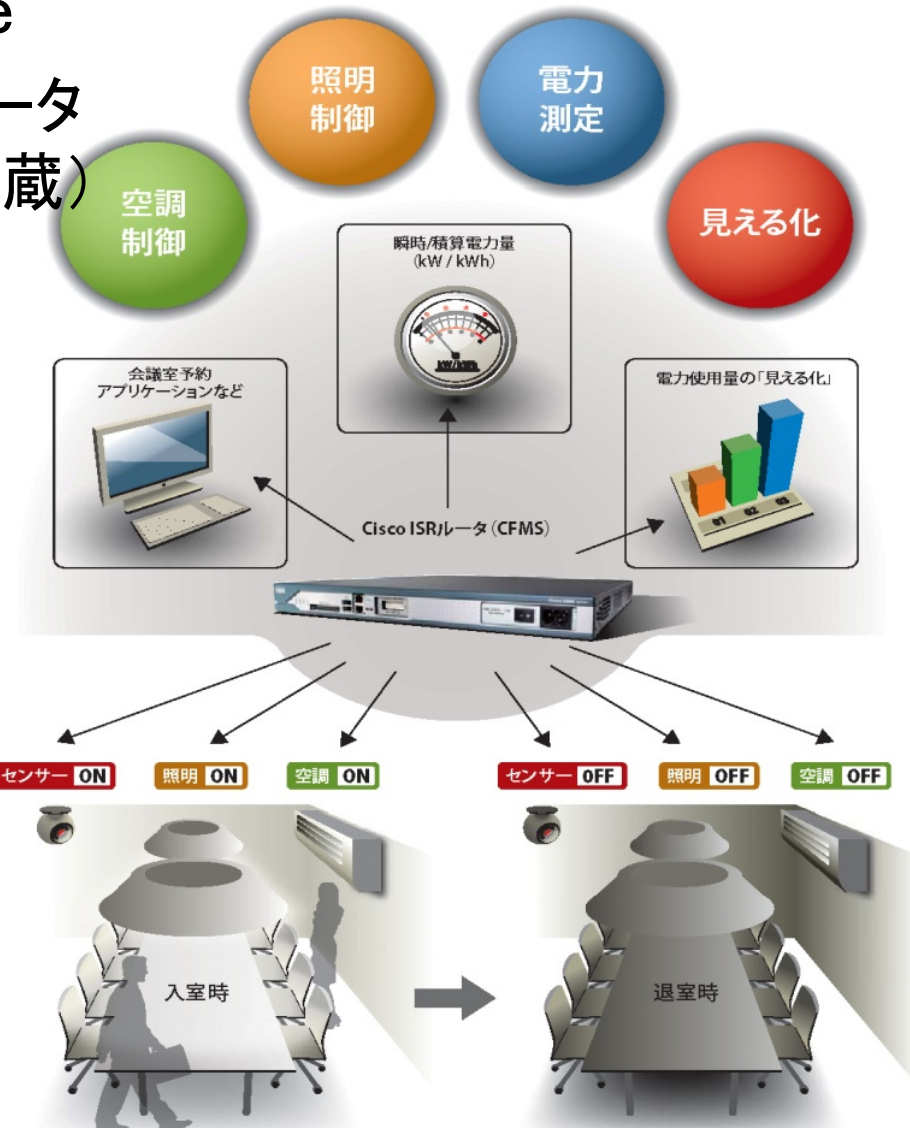 e
ータ
蔵）
照明
制御
電力
測定
空調
制御
見える化
瞬時/積算電力量
(kW / kWh)
会議室予約
アプリケーションなど
電力使用量の「見える化」
01 02 03
Cisco ISRルータ（CFMS）
センサー ON
照明 ON
空調 ON
センサー OFF
照明 OFF
空調 OFF
入室時
退室時